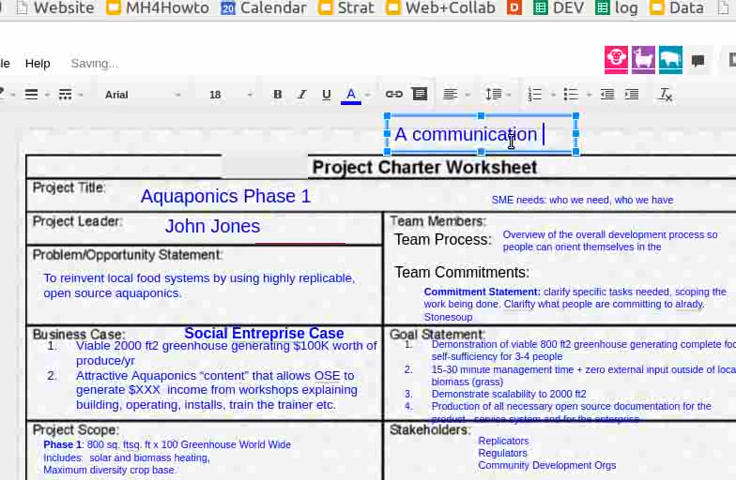 Website MH4Howto 20 Calendar Strat Web+Collab D DEV log Data
le Help Saving...
Arial 18 B I U A
A communication
Project Charter Worksheet
Project Title: Aquaponics Phase 1
SME needs: who we need, who we have
Project Leader: John Jones
Team Members:
Team Process: Overview of the overall development process so
people can orient themselves in the
Problem/Opportunity Statement:
To reinvent local food systems by using highly replicable,
open source aquaponics.
Team Commitments:
Commitment Statement: clarify specific tasks needed, scoping the
work being done. Clarify what people are committing to alrady.
Stonesoup
Business Case: Social Entreprise Case
1. Viable 2000 ft2 greenhouse generating $100K worth of
produce/yr
2. Attractive Aquaponics “content” that allows OSE to
generate $XXX income from workshops explaining
building, operating, installs, train the trainer etc.
Goal Statement:
1. Demonstration of viable 800 ft2 greenhouse generating complete foo
self-sufficiency for 3-4 people
2. 15-30 minute management time + zero external input outside of loca
biomass (grass)
3. Demonstrate scalability to 2000 ft2
4. Production of all necessary open source documentation for the
product - service system and for the enterprise
Project Scope:
Phase 1: 800 sq. ftsq. ft x 100 Greenhouse World Wide
Includes: solar and biomass heating,
Maximum diversity crop base.
Stakeholders:
Replicators
Regulators
Community Development Orgs